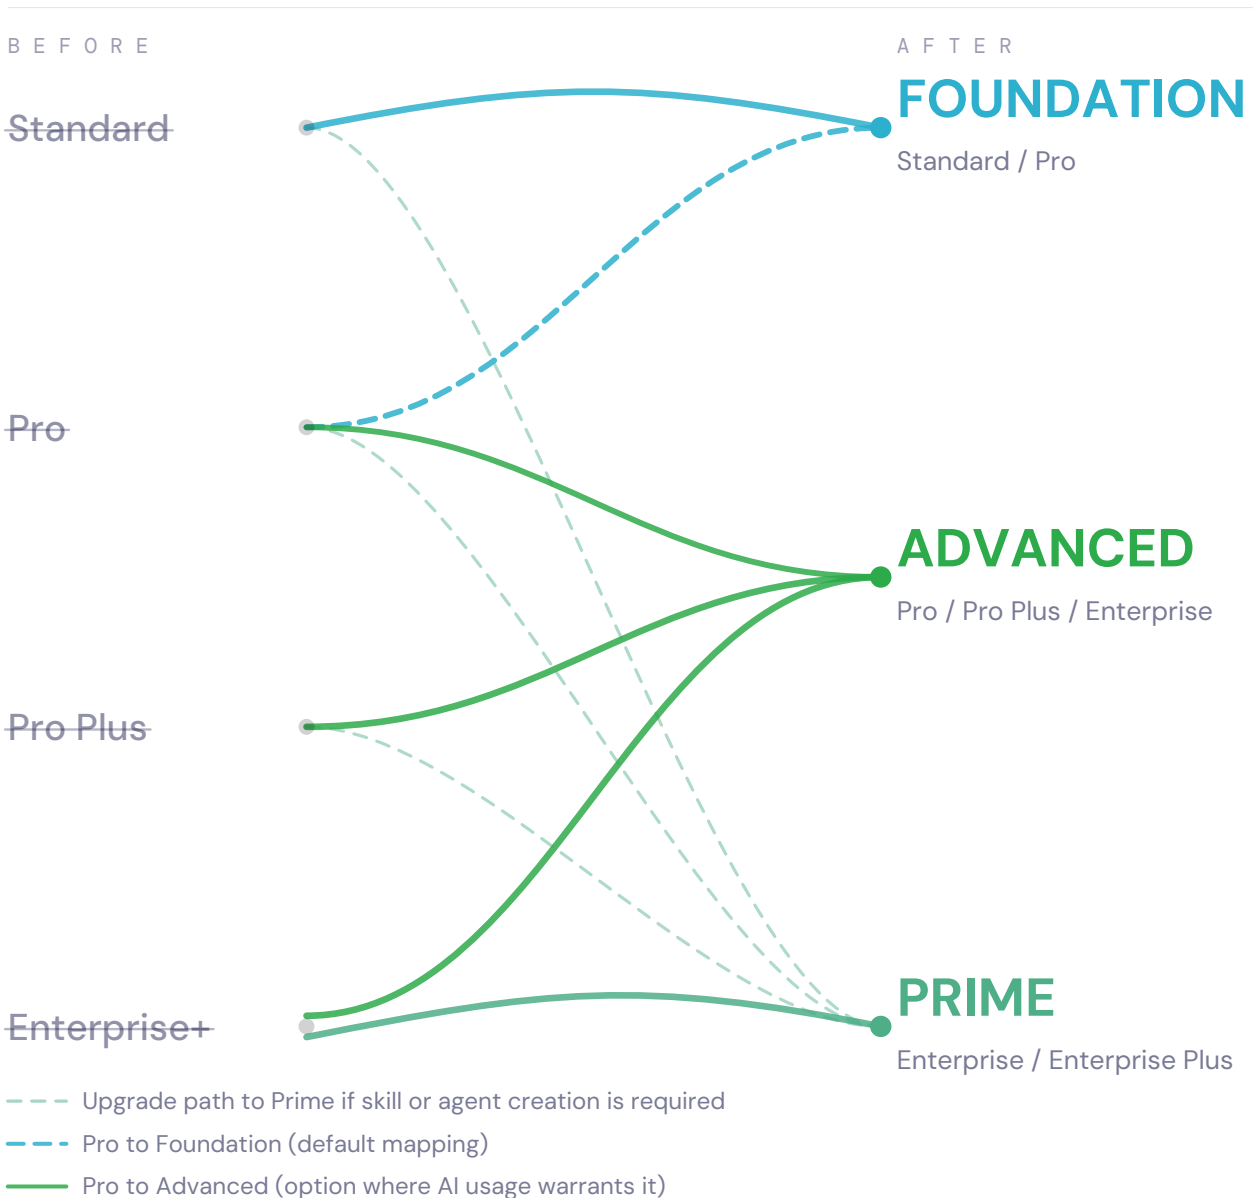 BEFORE
AFTER
Standard
FOUNDATION
Standard / Pro
Pro
ADVANCED
Pro / Pro Plus / Enterprise
Pro Plus
PRIME
Enterprise+
Enterprise / Enterprise Plus
Upgrade path to Prime if skill or agent creation is required
Pro to Foundation (default mapping)
Pro to Advanced (option where AI usage warrants it)